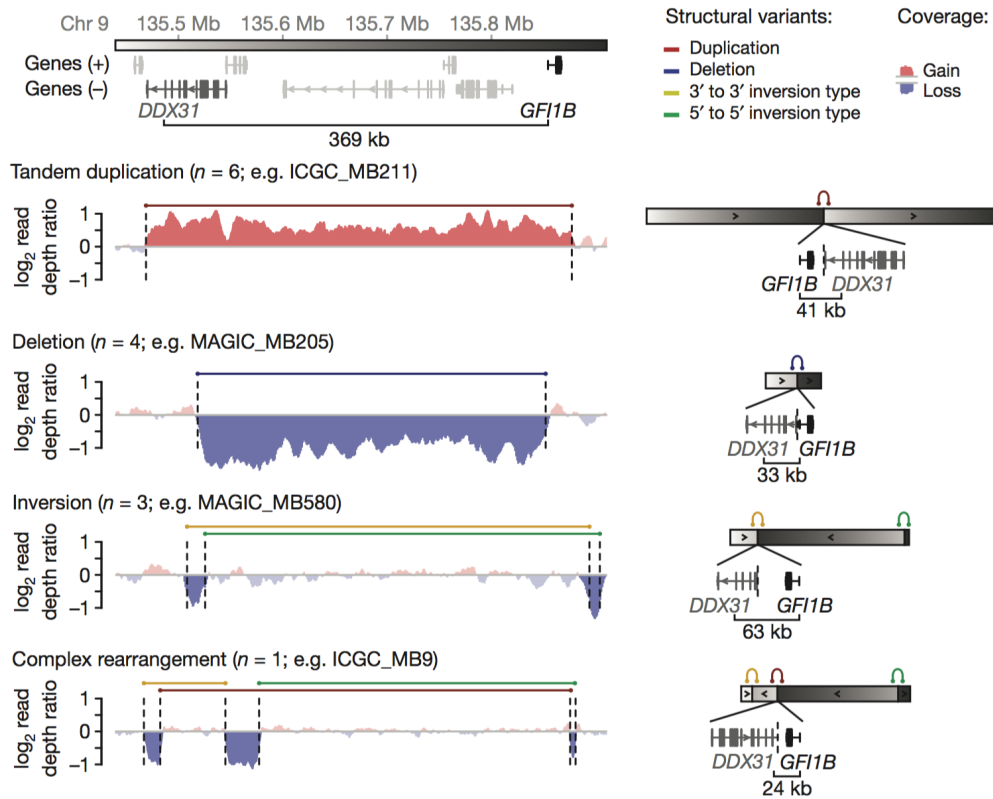 Chr 9 135.5 Mb 135.6 Mb 135.7 Mb 135.8 Mb
Genes (+)
Genes (–)
DDX31 GFI1B
369 kb
Structural variants:
Duplication
Deletion
3′ to 3′ inversion type
5′ to 5′ inversion type
Coverage:
Gain
Loss
Tandem duplication (n = 6; e.g. ICGC_MB211)
log2 read
depth ratio
1
0
–1
GFI1B DDX31
41 kb
Deletion (n = 4; e.g. MAGIC_MB205)
log2 read
depth ratio
1
0
–1
DDX31 GFI1B
33 kb
Inversion (n = 3; e.g. MAGIC_MB580)
log2 read
depth ratio
1
0
–1
DDX31 GFI1B
63 kb
Complex rearrangement (n = 1; e.g. ICGC_MB9)
log2 read
depth ratio
1
0
–1
DDX31 GFI1B
24 kb